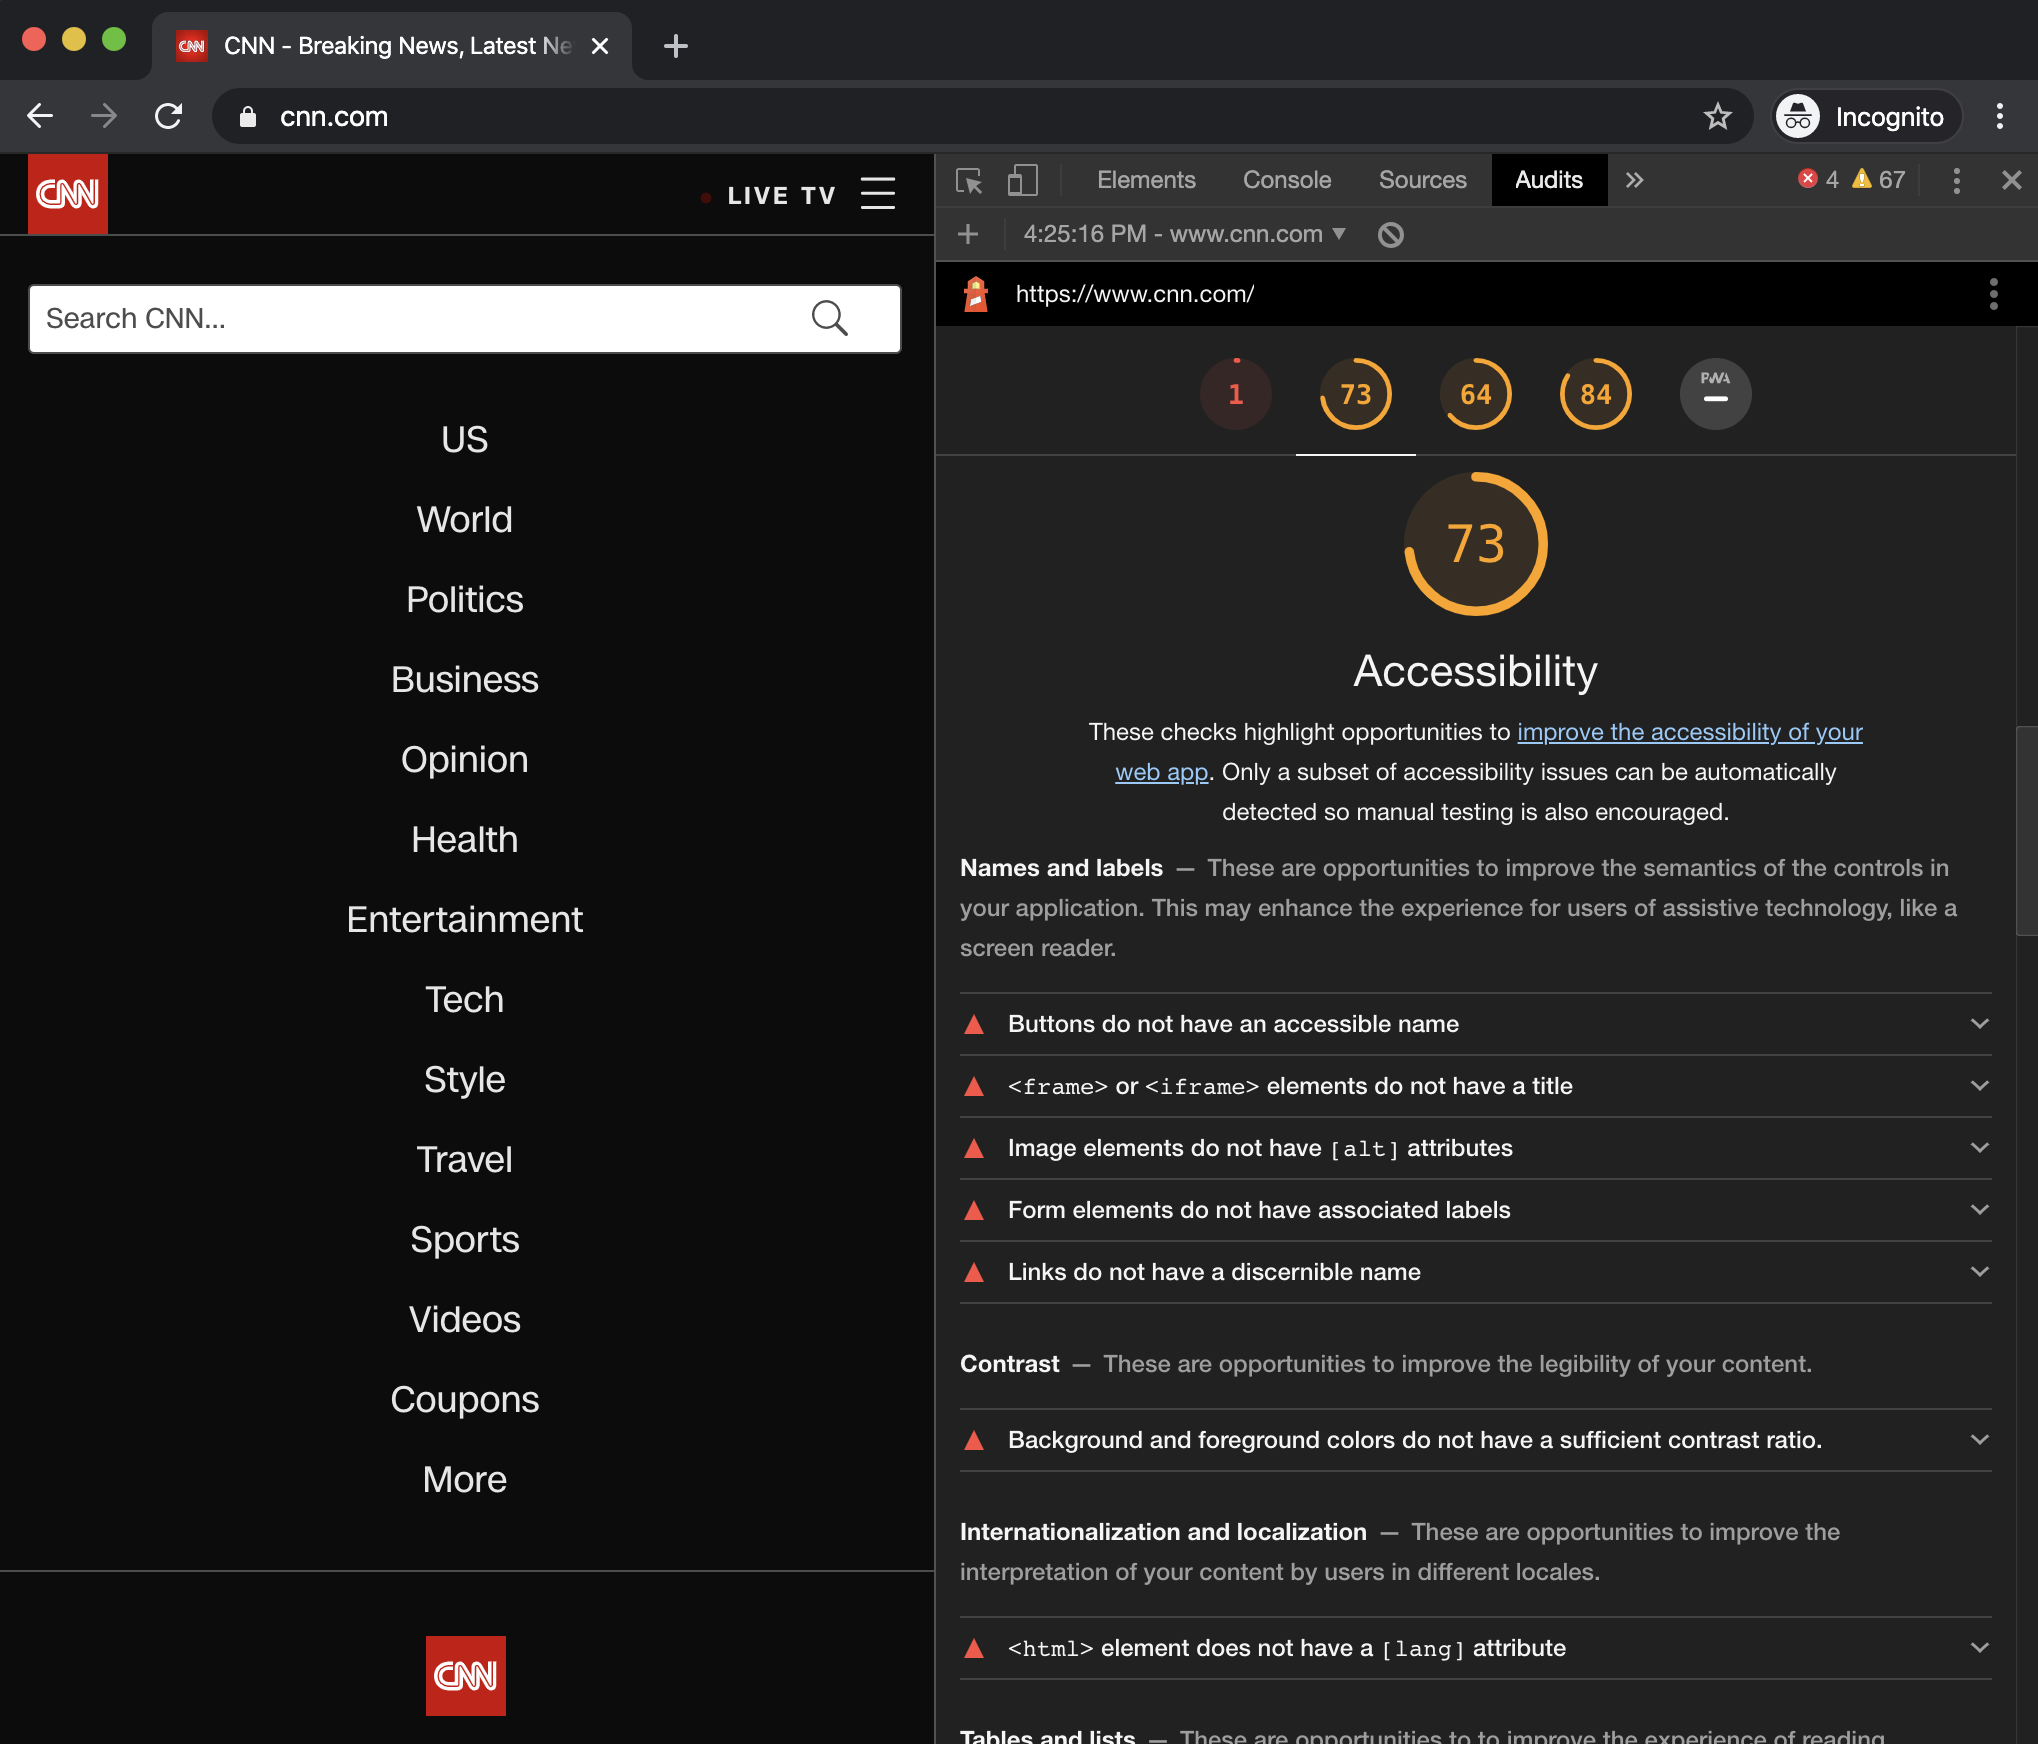 CNN
CNN - Breaking News, Latest Ne
cnn.com
Incognito
CNN
LIVE TV
Search CNN...
US
World
Politics
Business
Opinion
Health
Entertainment
Tech
Style
Travel
Sports
Videos
Coupons
More
CNN
Elements Console Sources Audits » 4 67
4:25:16 PM - www.cnn.com
https://www.cnn.com/
1 73 64 84 PWA
73
Accessibility
These checks highlight opportunities to improve the accessibility of your
web app. Only a subset of accessibility issues can be automatically
detected so manual testing is also encouraged.
Names and labels — These are opportunities to improve the semantics of the controls in
your application. This may enhance the experience for users of assistive technology, like a
screen reader.
Buttons do not have an accessible name
<frame> or <iframe> elements do not have a title
Image elements do not have [alt] attributes
Form elements do not have associated labels
Links do not have a discernible name
Contrast — These are opportunities to improve the legibility of your content.
Background and foreground colors do not have a sufficient contrast ratio.
Internationalization and localization — These are opportunities to improve the
interpretation of your content by users in different locales.
<html> element does not have a [lang] attribute
Tables and lists — These are opportunities to to improve the experience of reading